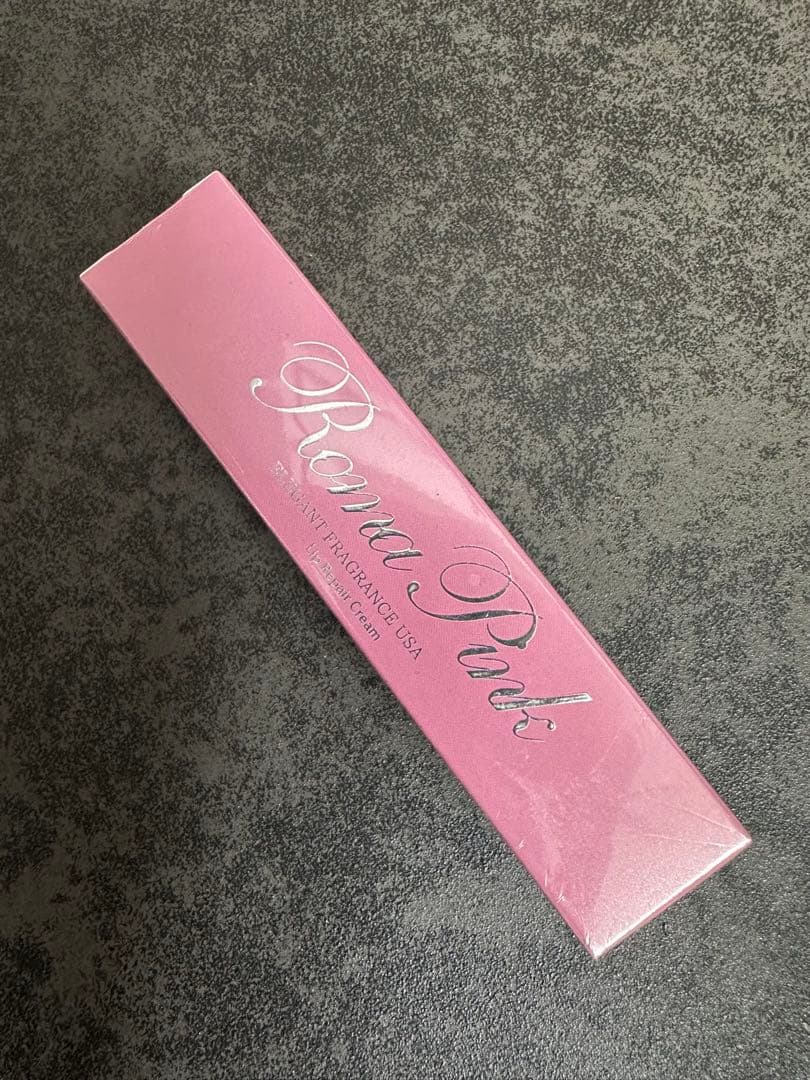 Roma Pink
ELEGANT FRAGRANCE USA
Lip Repair Cream